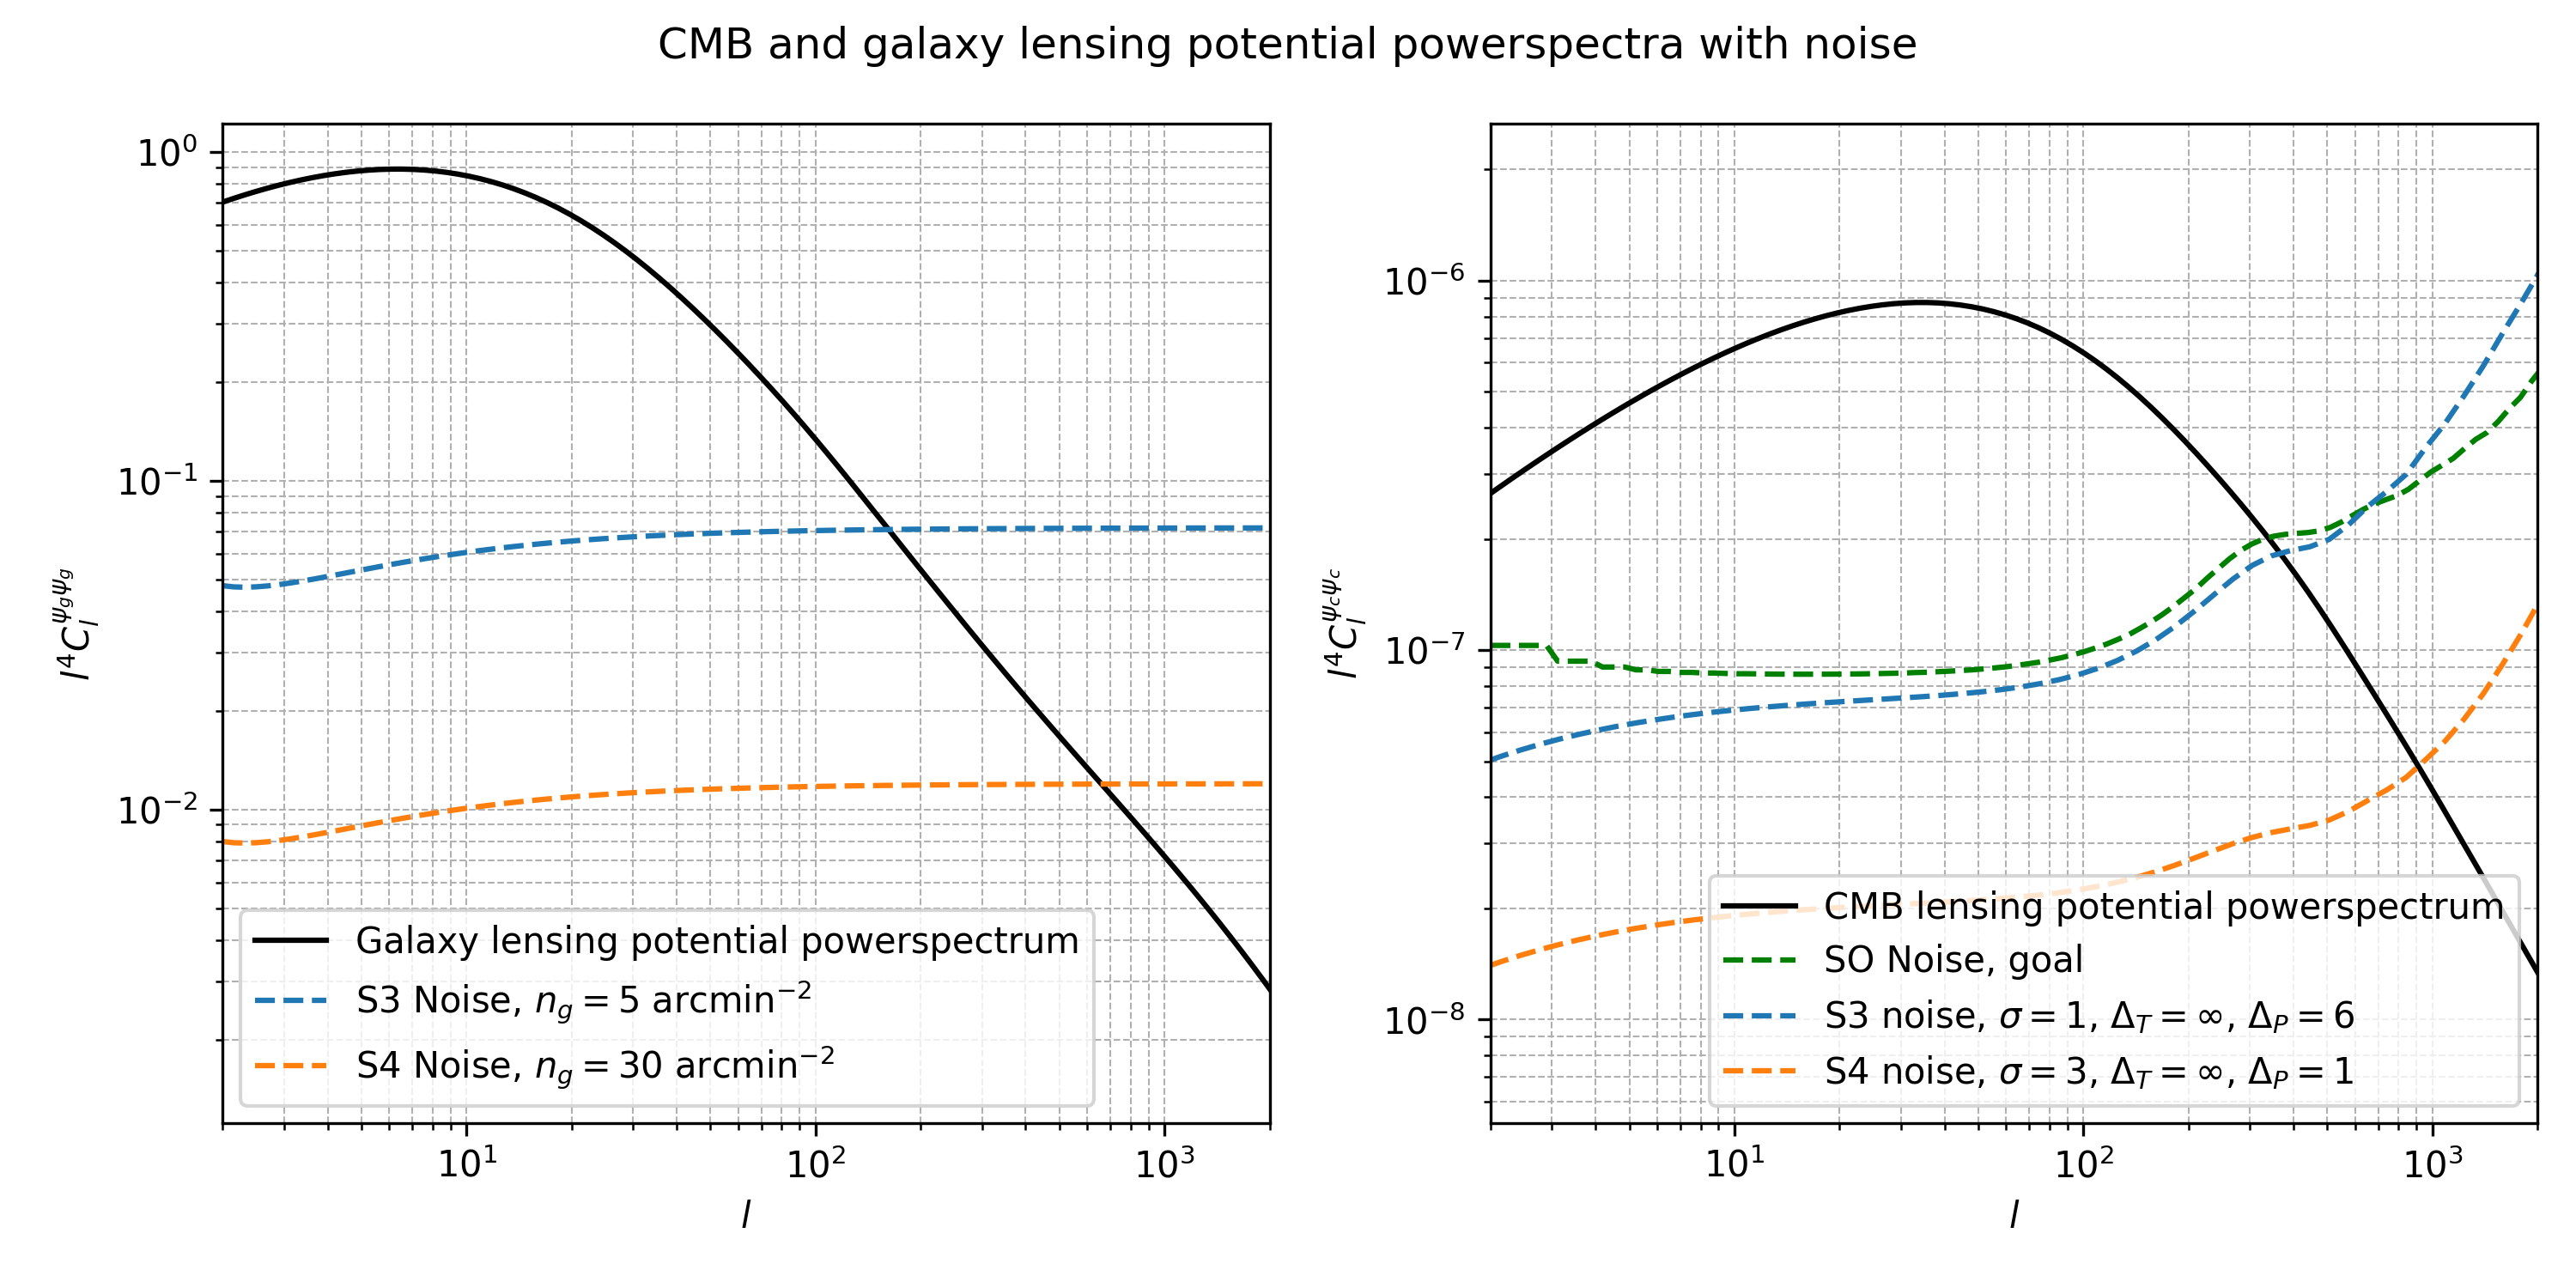 CMB and galaxy lensing potential powerspectra with noise
10⁰
10⁻¹
10⁻²
l⁴C_l^{ψ_gψ_g}
Galaxy lensing potential powerspectrum
S3 Noise, n_g = 5 arcmin⁻²
S4 Noise, n_g = 30 arcmin⁻²
10¹ 10² 10³
l
10⁻⁶
10⁻⁷
10⁻⁸
l⁴C_l^{ψ_cψ_c}
CMB lensing potential powerspectrum
SO Noise, goal
S3 noise, σ = 1, Δ_T = ∞, Δ_P = 6
S4 noise, σ = 3, Δ_T = ∞, Δ_P = 1
10¹ 10² 10³
l